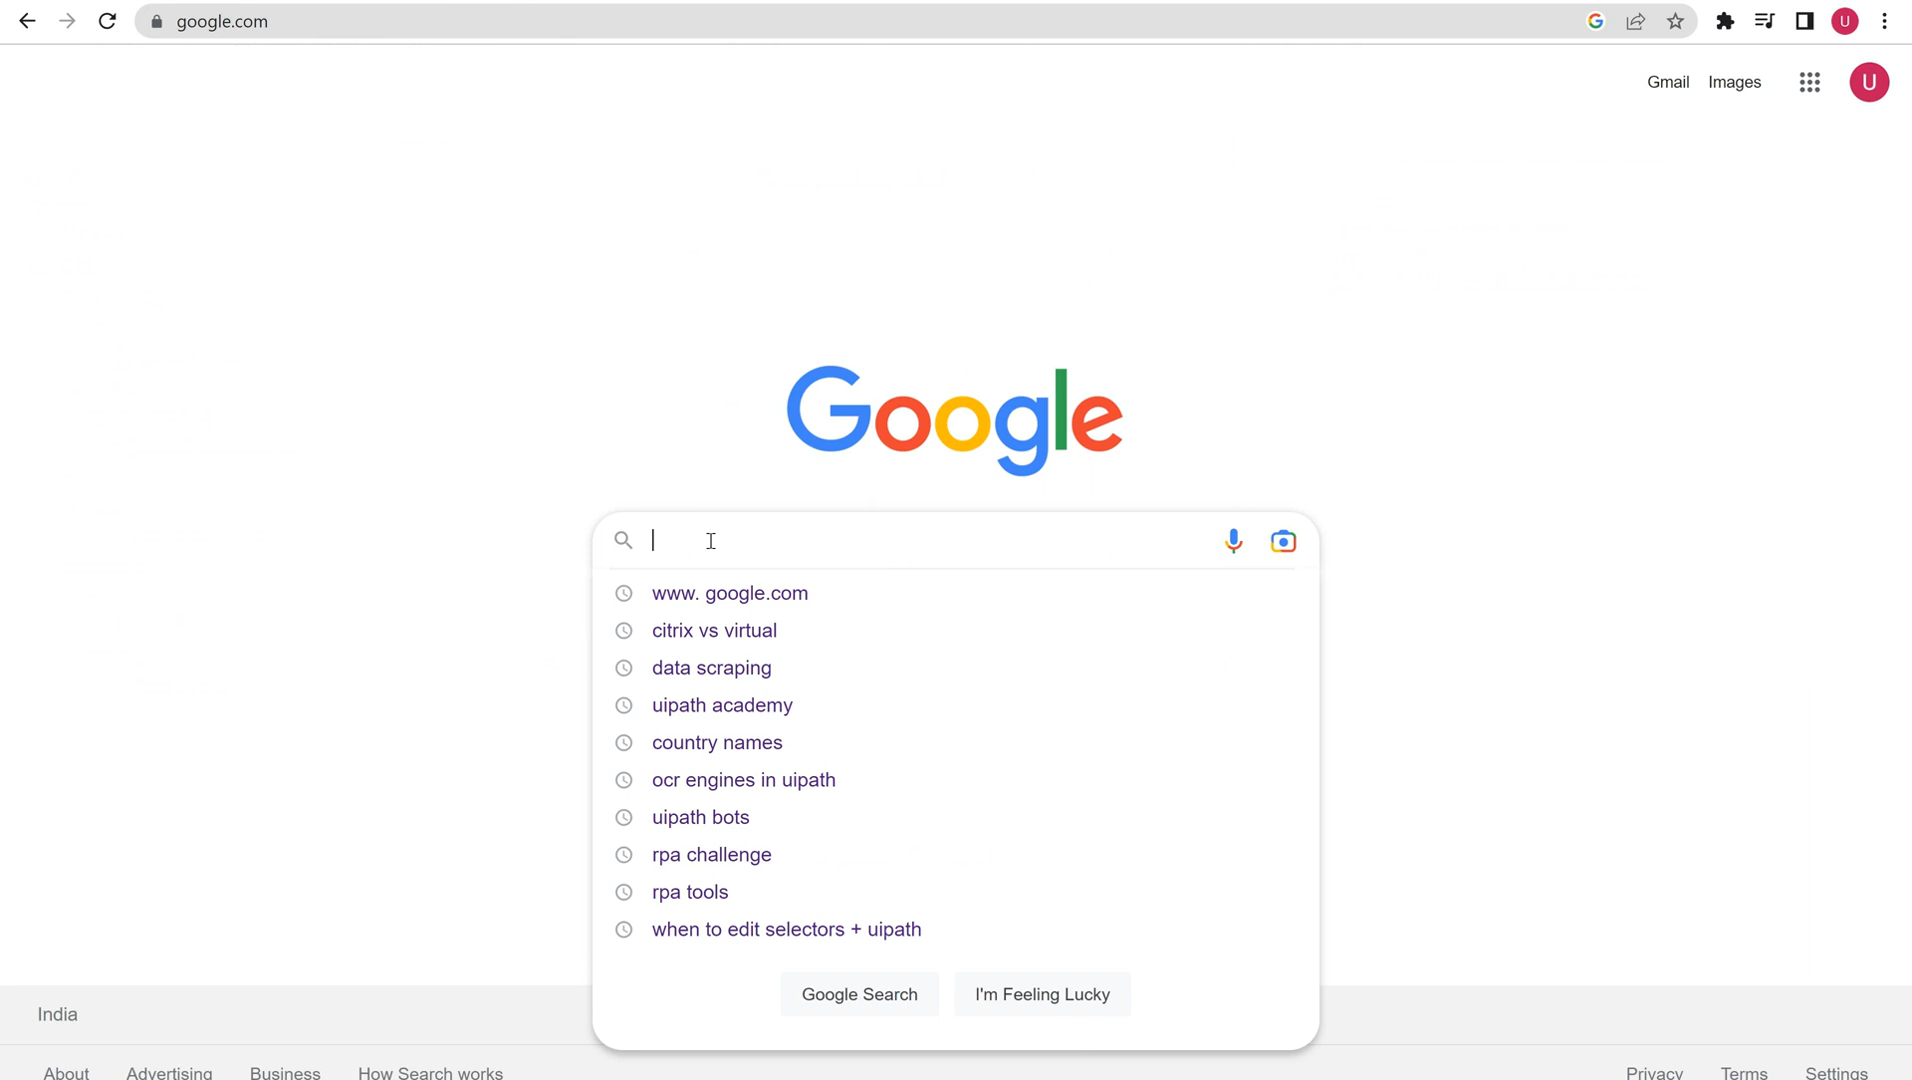 google.com
U
Gmail Images
U
Google
www. google.com
citrix vs virtual
data scraping
uipath academy
country names
ocr engines in uipath
uipath bots
rpa challenge
rpa tools
when to edit selectors + uipath
Google Search I'm Feeling Lucky
India
About Advertising Business How Search works Privacy Terms Settings